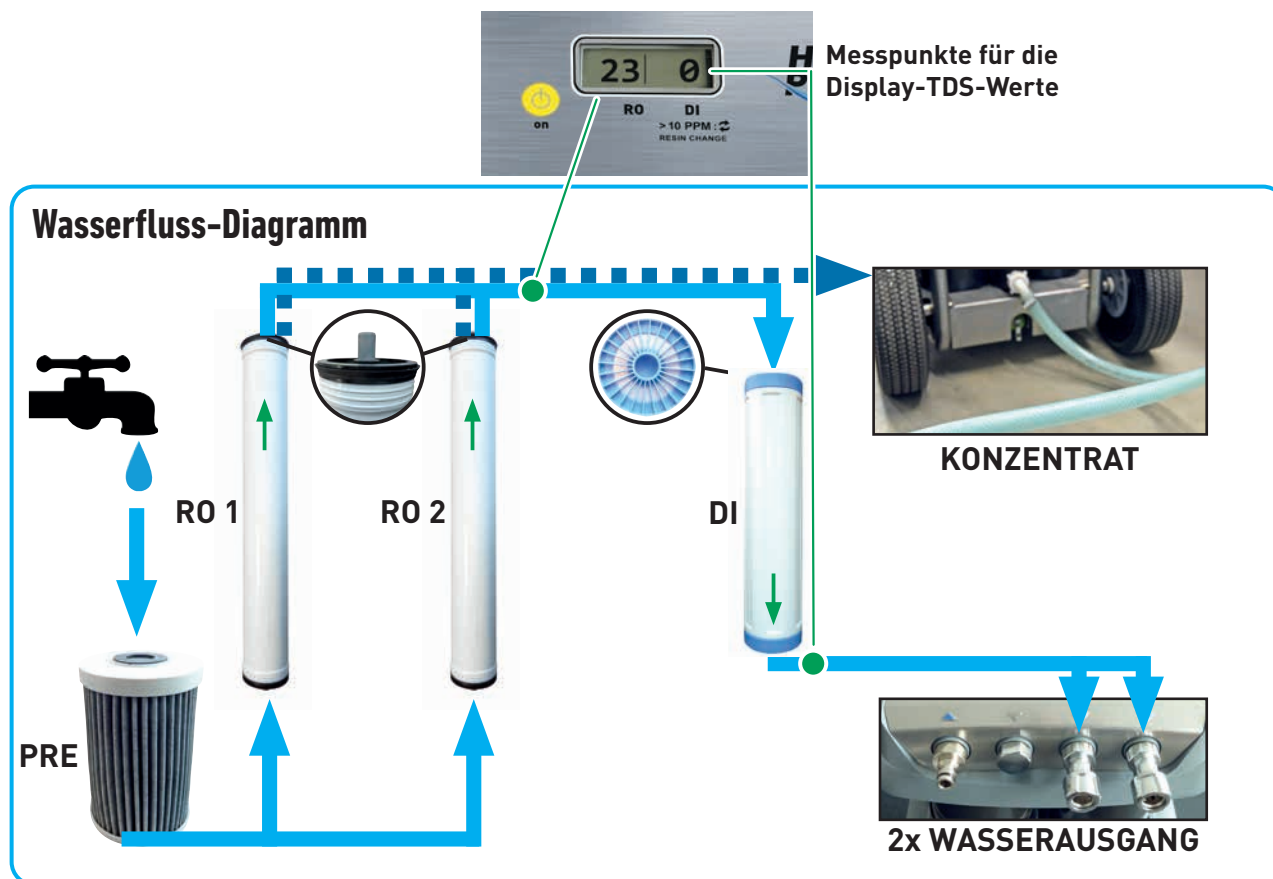 23 0
on
RO DI
> 10 PPM :
RESIN CHANGE
H
Messpunkte für die
Display-TDS-Werte
Wasserfluss-Diagramm
RO 1
RO 2
DI
PRE
KONZENTRAT
2x WASSERAUSGANG